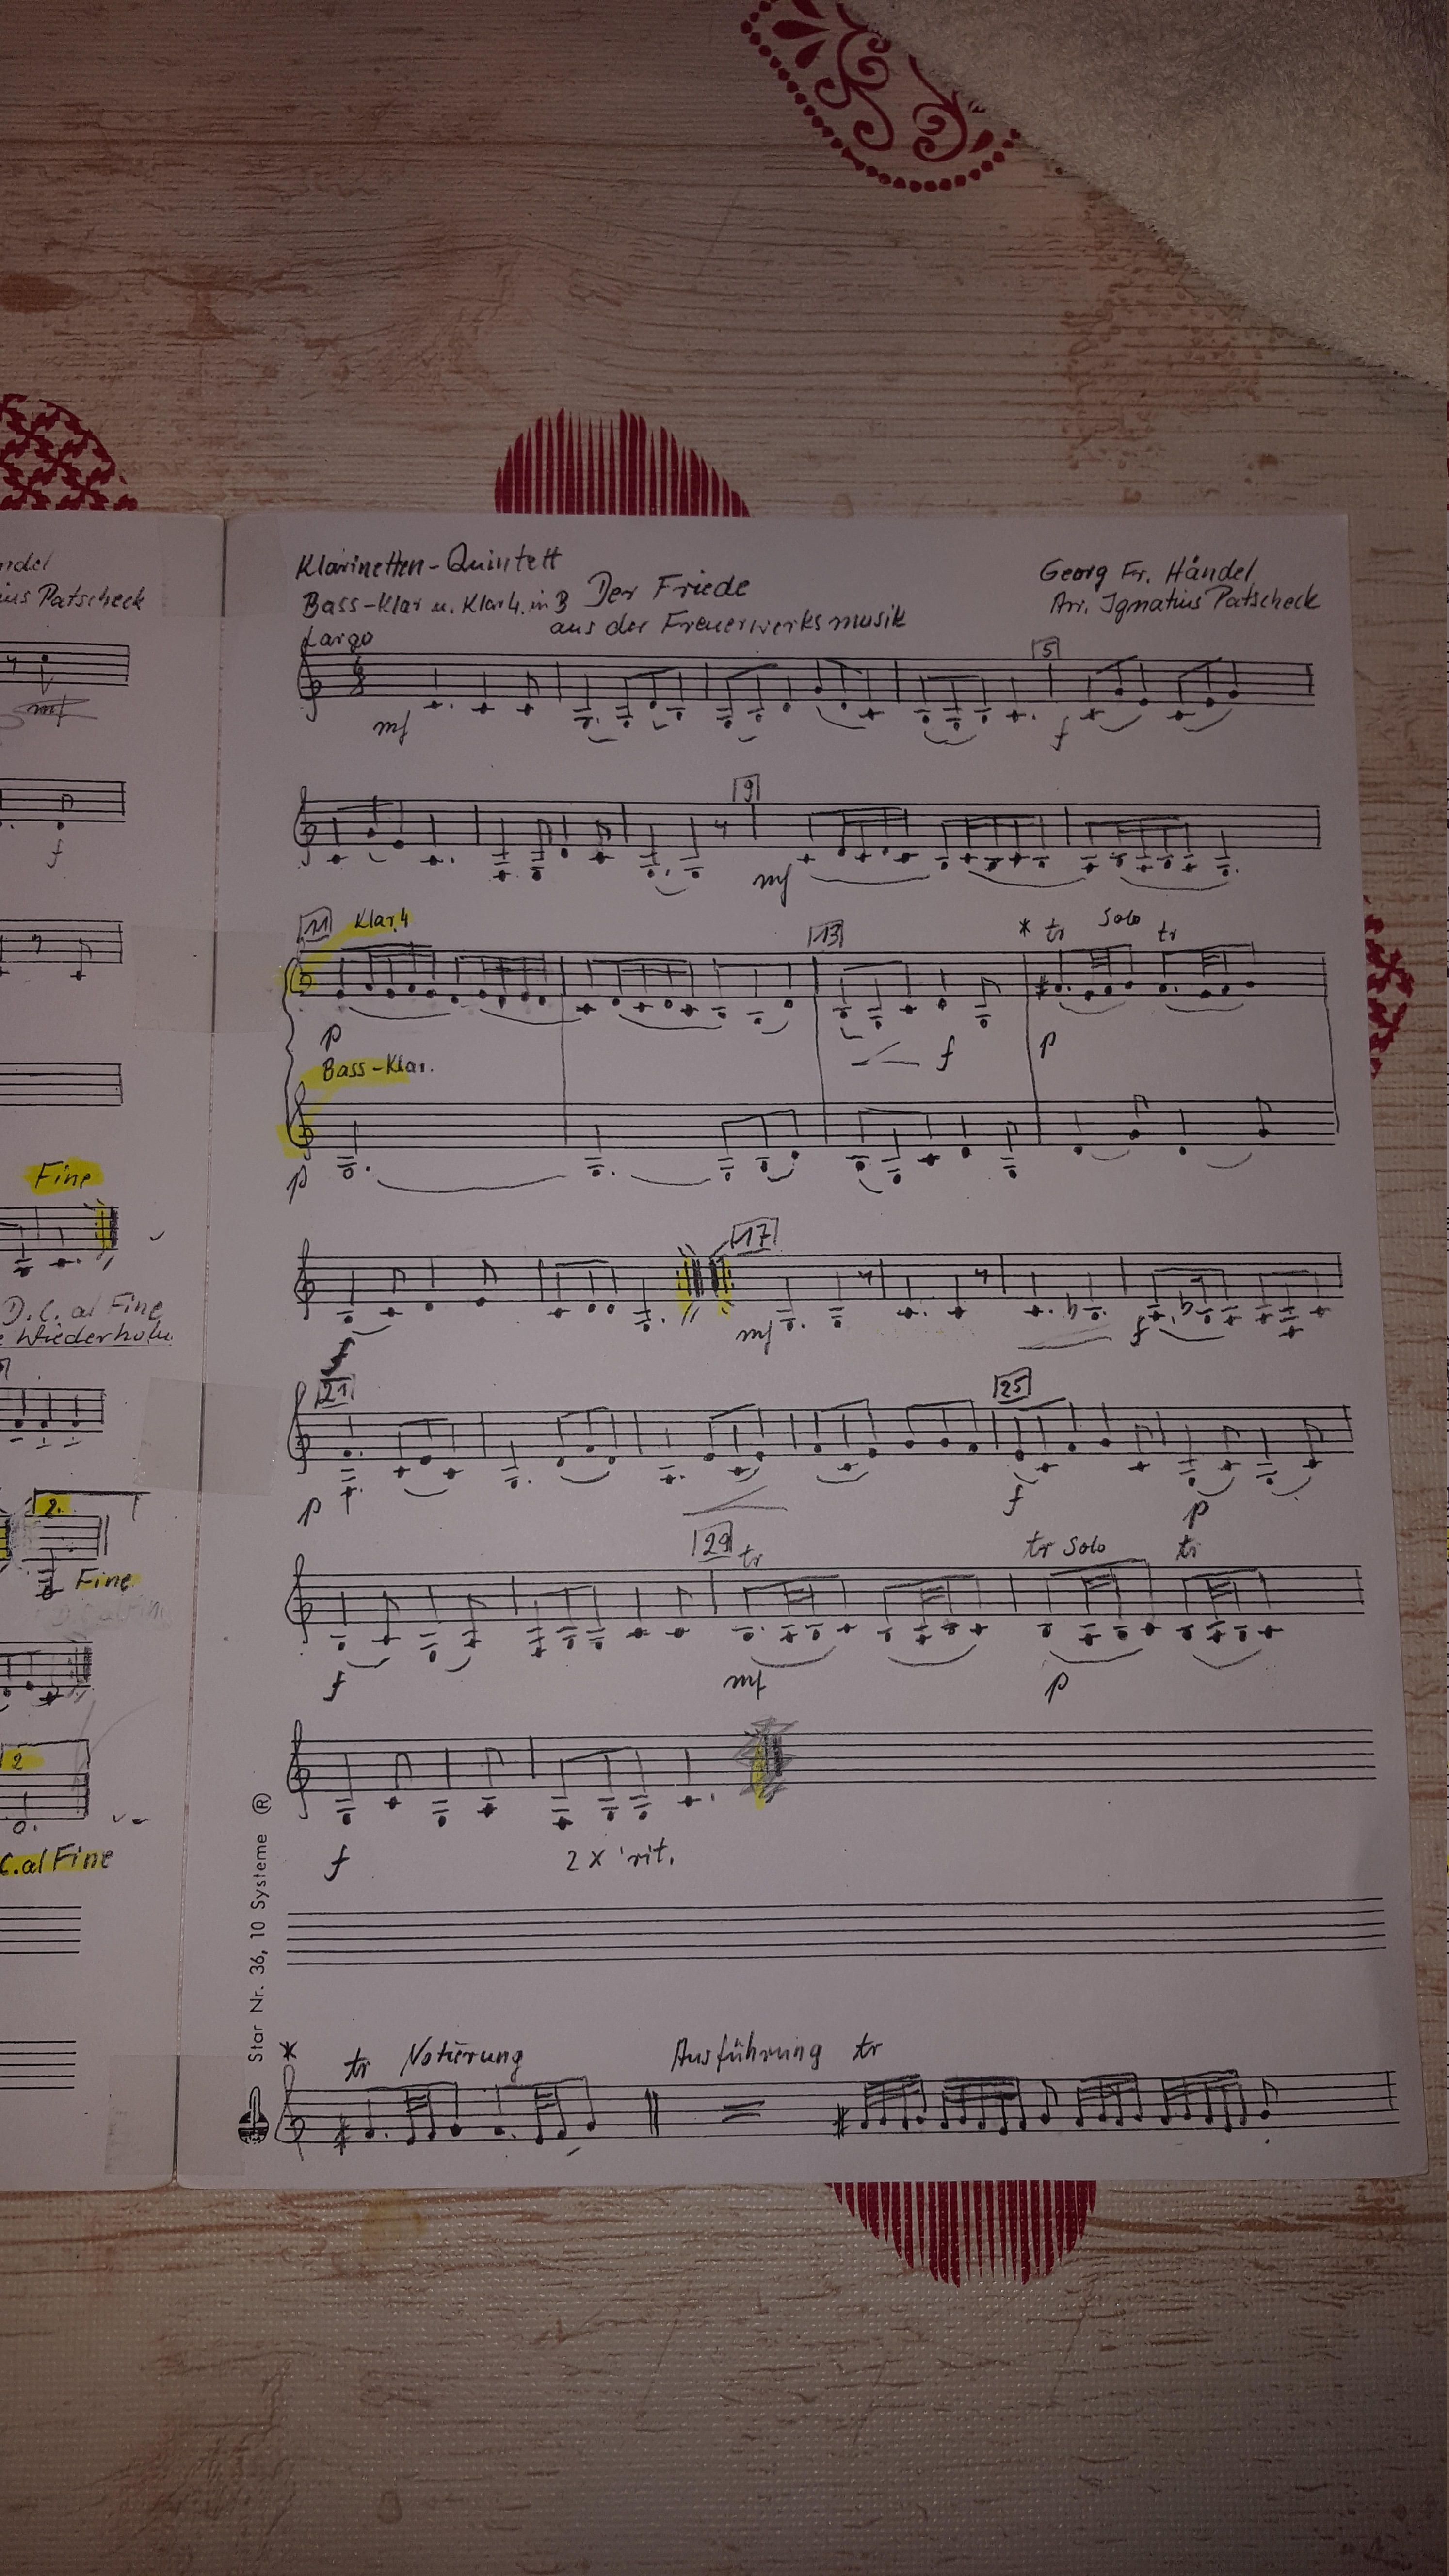 Klarinetten-Quintett
Bass-Klar u. Klar 4. in B
Der Friede
aus der Freuerwerksmusik
Georg Fr. Händel
Arr. Ignatius Patscheck
Largo
5
mf
f
9
mf
11
Klar. 4
13
* tr Solo tr
p
f
p
Bass-Klar.
p
17
mf
f
21
25
p
f
p
29
tr
tr Solo tr
f
mf
p
f
2 x rit.
Star Nr. 36, 10 Systeme ®
* tr Notierung
Ausführung tr
=
ndel
ius Patscheck
mf
f
Fine
D.C. al Fine
e Wiederholu.
2.
Fine
2
C. al Fine